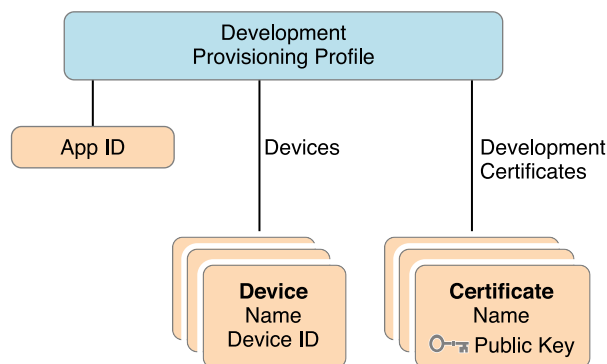 Development
Provisioning Profile
App ID
Devices
Development
Certificates
Device
Name
Device ID
Certificate
Name
Public Key